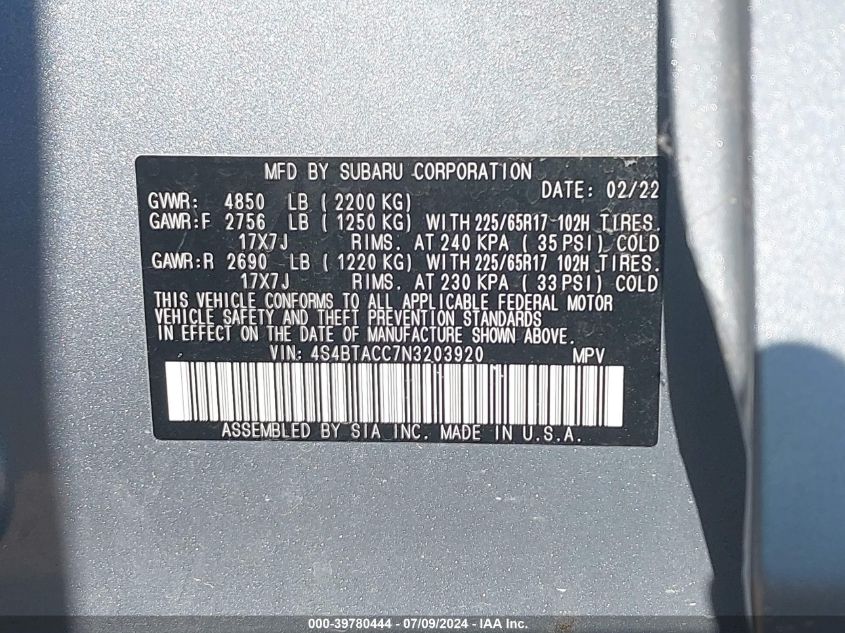 MFD BY SUBARU CORPORATION
DATE: 02/22
GVWR: 4850 LB ( 2200 KG)
GAWR:F 2756 LB ( 1250 KG) WITH 225/65R17 102H TIRES.
17X7J RIMS. AT 240 KPA ( 35 PSI) COLD
GAWR:R 2690 LB ( 1220 KG) WITH 225/65R17 102H TIRES.
17X7J RIMS. AT 230 KPA ( 33 PSI) COLD
THIS VEHICLE CONFORMS TO ALL APPLICABLE FEDERAL MOTOR
VEHICLE SAFETY AND THEFT PREVENTION STANDARDS
IN EFFECT ON THE DATE OF MANUFACTURE SHOWN ABOVE.
VIN: 4S4BTACC7N3203920 MPV
ASSEMBLED BY SIA INC. MADE IN U.S.A.
000-39780444 - 07/09/2024 - IAA Inc.